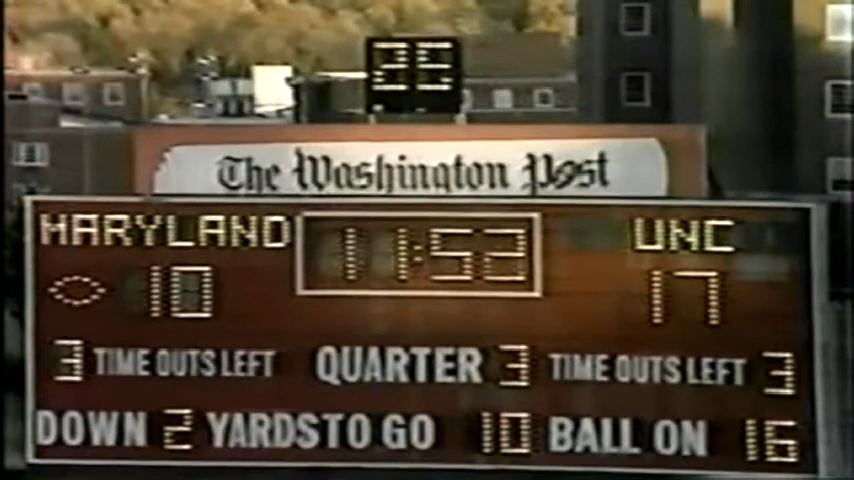 25
The Washington Post
MARYLAND 11:52 UNC
10 17
3 TIME OUTS LEFT QUARTER 3 TIME OUTS LEFT 3
DOWN 2 YARDS TO GO 10 BALL ON 16